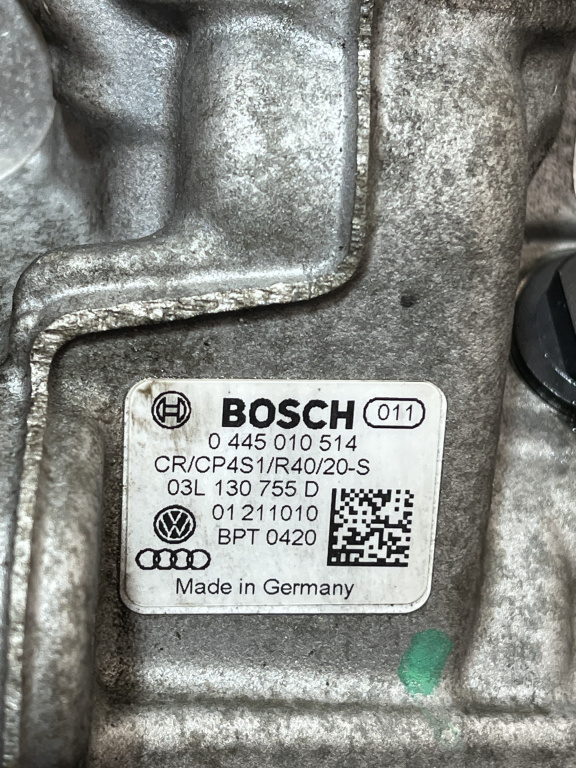 BOSCH 011
0 445 010 514
CR/CP4S1/R40/20-S
03L 130 755 D
01 211010
BPT 0420
Made in Germany